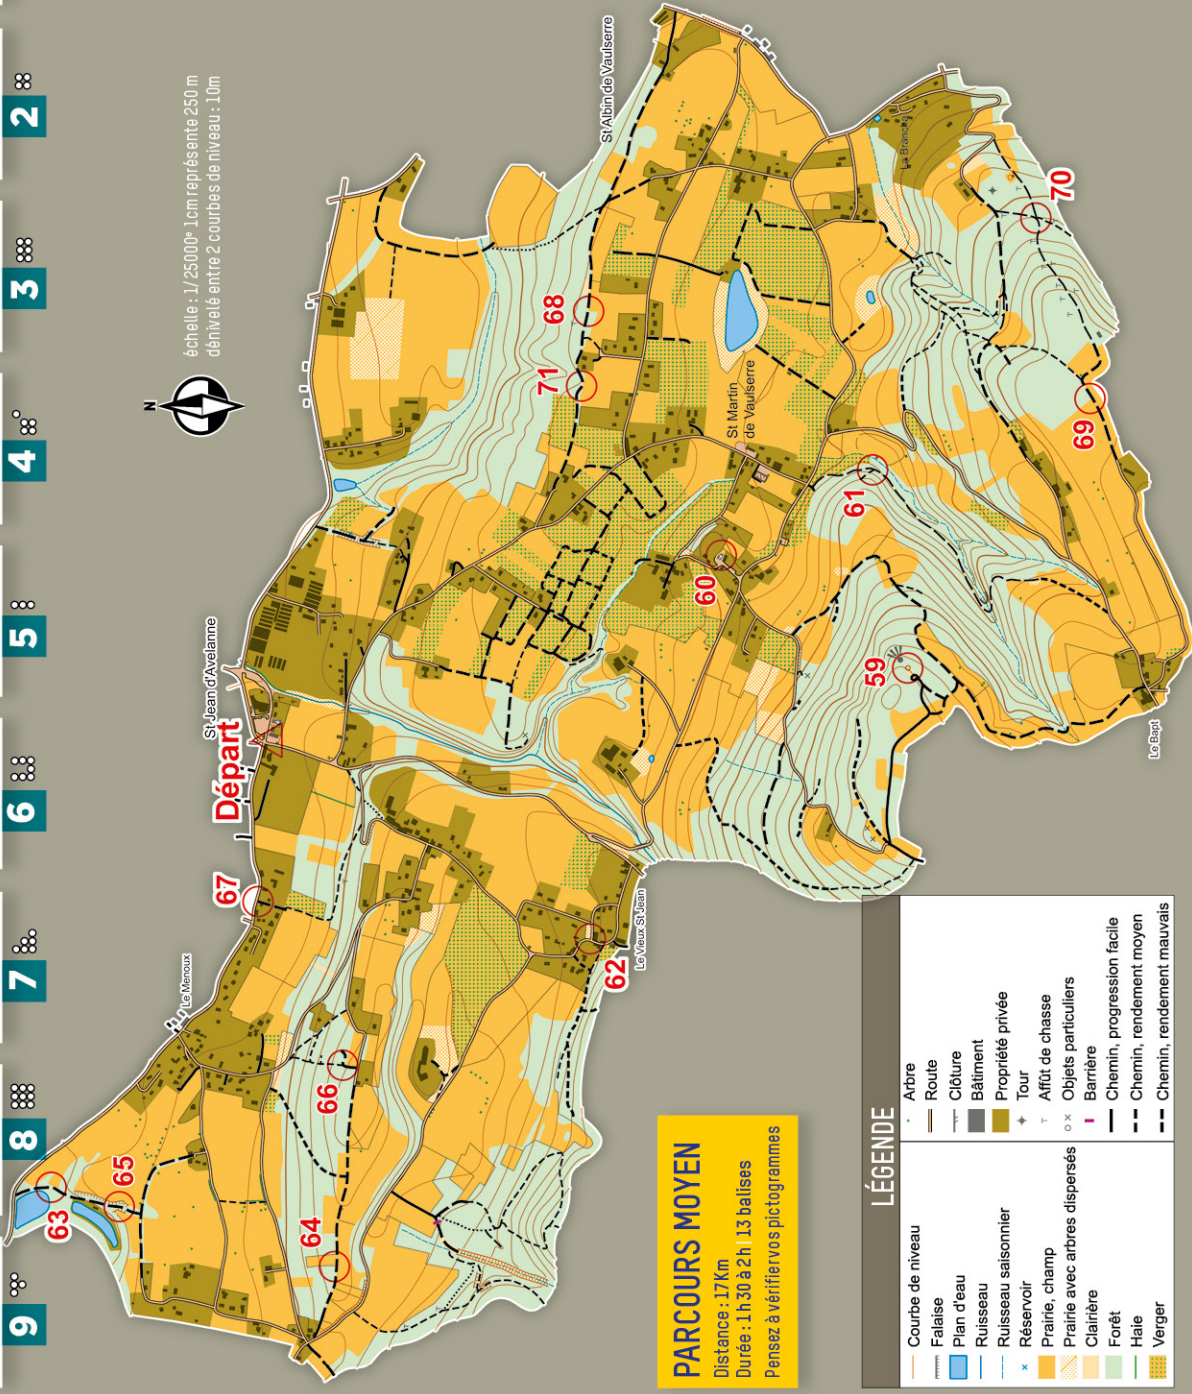 2
3
4
5
6
7
8
9
échelle : 1/25000e 1cm représente 250 m
dénivelé entre 2 courbes de niveau : 10m
N
St Jean d'Avelanne
Départ
67
Le Menoux
63
65
66
64
62
Le Vieux St Jean
St Albin de Vaulserre
68
71
St Martin
de Vaulserre
60
61
59
La Branche
70
69
Le Bapt
PARCOURS MOYEN
Distance : 17Km
Durée : 1h30 à 2h | 13 balises
Pensez à vérifier vos pictogrammes
LÉGENDE
Courbe de niveau
Falaise
Plan d'eau
Ruisseau
Ruisseau saisonnier
Réservoir
Prairie, champ
Prairie avec arbres dispersés
Clairière
Forêt
Haie
Verger
Arbre
Route
Clôture
Bâtiment
Propriété privée
Tour
Affût de chasse
Objets particuliers
Barrière
Chemin, progression facile
Chemin, rendement moyen
Chemin, rendement mauvais